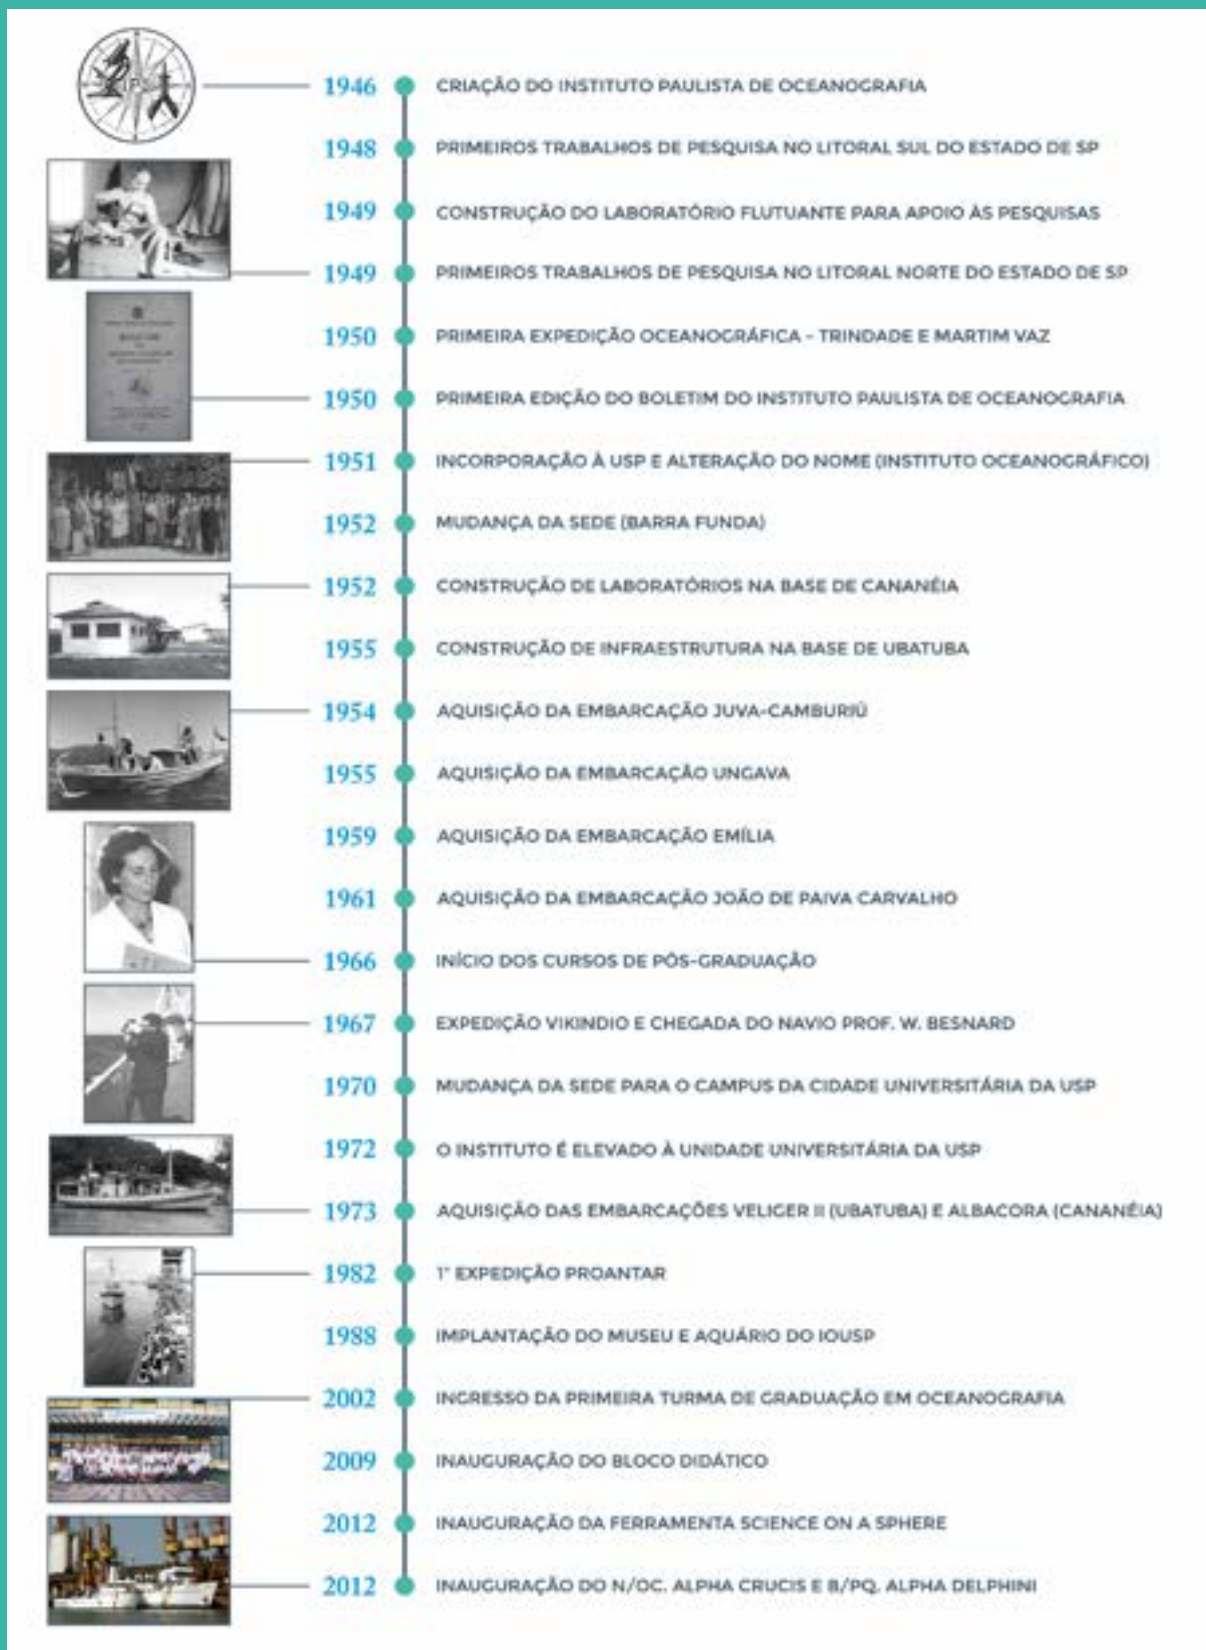 1946 CRIAÇÃO DO INSTITUTO PAULISTA DE OCEANOGRAFIA
1948 PRIMEIROS TRABALHOS DE PESQUISA NO LITORAL SUL DO ESTADO DE SP
1949 CONSTRUÇÃO DO LABORATÓRIO FLUTUANTE PARA APOIO ÀS PESQUISAS
1949 PRIMEIROS TRABALHOS DE PESQUISA NO LITORAL NORTE DO ESTADO DE SP
1950 PRIMEIRA EXPEDIÇÃO OCEANOGRÁFICA - TRINDADE E MARTIM VAZ
1950 PRIMEIRA EDIÇÃO DO BOLETIM DO INSTITUTO PAULISTA DE OCEANOGRAFIA
1951 INCORPORAÇÃO À USP E ALTERAÇÃO DO NOME (INSTITUTO OCEANOGRÁFICO)
1952 MUDANÇA DA SEDE (BARRA FUNDA)
1952 CONSTRUÇÃO DE LABORATÓRIOS NA BASE DE CANANÉIA
1955 CONSTRUÇÃO DE INFRAESTRUTURA NA BASE DE UBATUBA
1954 AQUISIÇÃO DA EMBARCAÇÃO JUVA-CAMBURIÚ
1955 AQUISIÇÃO DA EMBARCAÇÃO UNGAVA
1959 AQUISIÇÃO DA EMBARCAÇÃO EMÍLIA
1961 AQUISIÇÃO DA EMBARCAÇÃO JOÃO DE PAIVA CARVALHO
1966 INÍCIO DOS CURSOS DE PÓS-GRADUAÇÃO
1967 EXPEDIÇÃO VIKINDIO E CHEGADA DO NAVIO PROF. W. BESNARD
1970 MUDANÇA DA SEDE PARA O CAMPUS DA CIDADE UNIVERSITÁRIA DA USP
1972 O INSTITUTO É ELEVADO À UNIDADE UNIVERSITÁRIA DA USP
1973 AQUISIÇÃO DAS EMBARCAÇÕES VELIGER II (UBATUBA) E ALBACORA (CANANÉIA)
1982 1° EXPEDIÇÃO PROANTAR
1988 IMPLANTAÇÃO DO MUSEU E AQUÁRIO DO IOUSP
2002 INGRESSO DA PRIMEIRA TURMA DE GRADUAÇÃO EM OCEANOGRAFIA
2009 INAUGURAÇÃO DO BLOCO DIDÁTICO
2012 INAUGURAÇÃO DA FERRAMENTA SCIENCE ON A SPHERE
2012 INAUGURAÇÃO DO N/OC. ALPHA CRUCIS E B/PQ. ALPHA DELPHINI